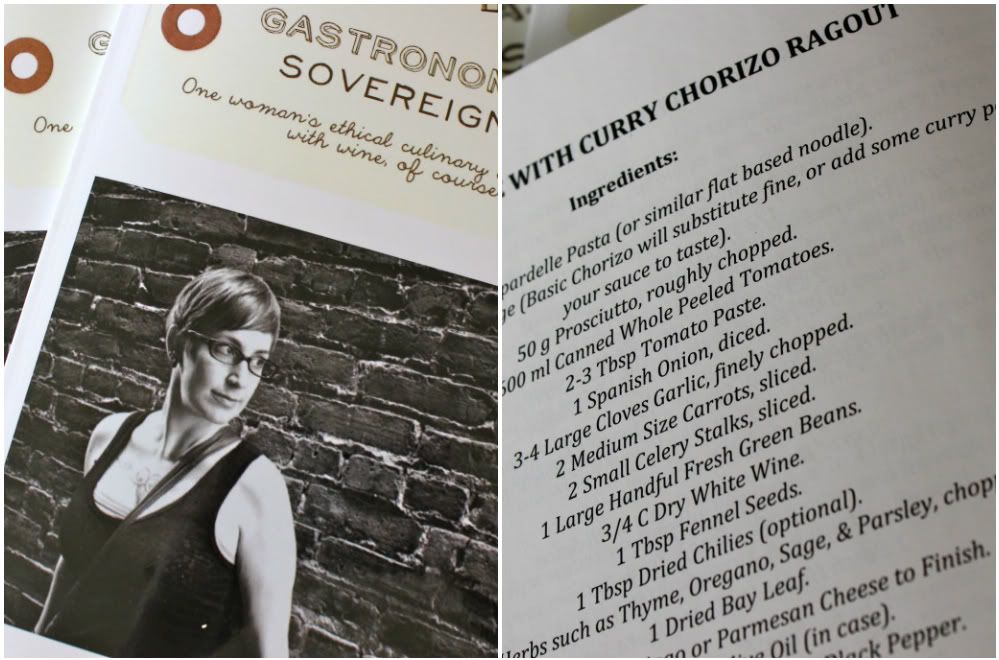 GASTRONOM
SOVEREIGN
One woman's ethical culinary
with wine, of course
One
WITH CURRY CHORIZO RAGOUT
Ingredients:
pardelle Pasta (or similar flat based noodle).
ge (Basic Chorizo will substitute fine, or add some curry p
your sauce to taste).
50 g Prosciutto, roughly chopped.
500 ml Canned Whole Peeled Tomatoes.
2-3 Tbsp Tomato Paste.
1 Spanish Onion, diced.
3-4 Large Cloves Garlic, finely chopped.
2 Medium Size Carrots, sliced.
2 Small Celery Stalks, sliced.
1 Large Handful Fresh Green Beans.
3/4 C Dry White Wine.
1 Tbsp Fennel Seeds.
1 Tbsp Dried Chilies (optional).
Herbs such as Thyme, Oregano, Sage, & Parsley, chopp
1 Dried Bay Leaf.
or Parmesan Cheese to Finish.
Oil (in case).
Black Pepper.